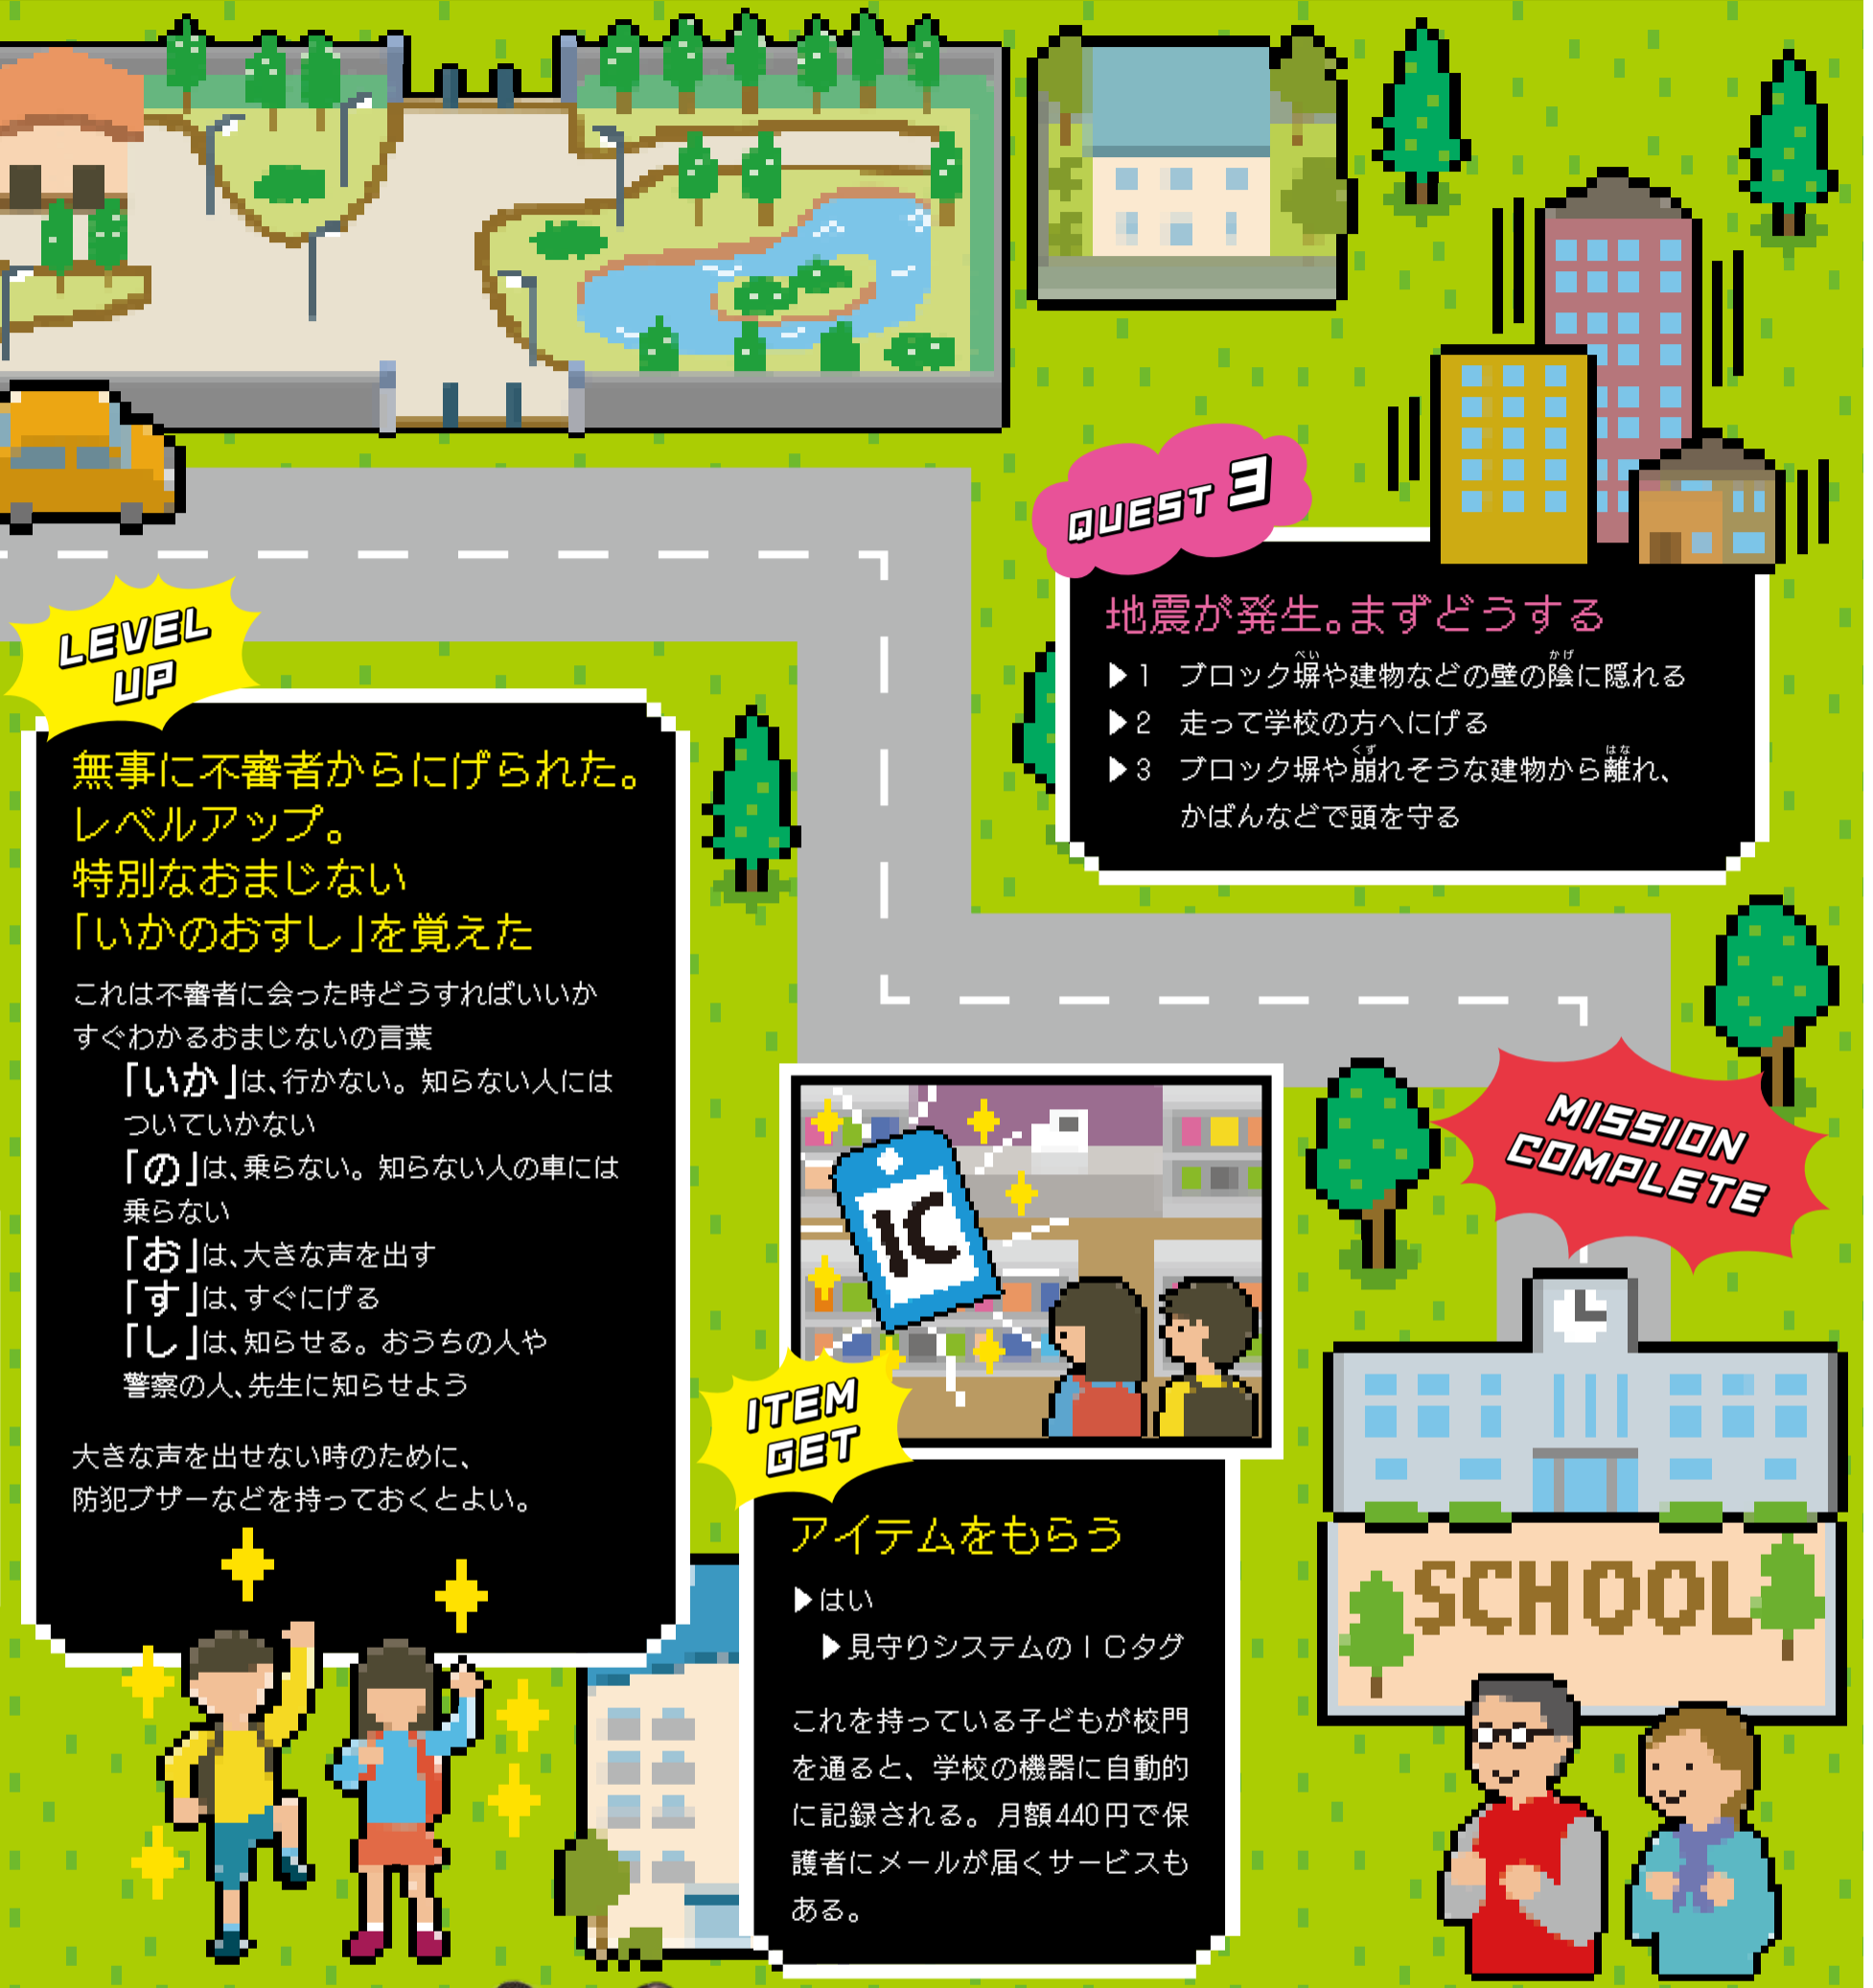 QUEST 3
地震が発生。まずどうする
▶1 ブロック塀や建物などの壁の陰に隠れる
▶2 走って学校の方へにげる
▶3 ブロック塀や崩れそうな建物から離れ、
かばんなどで頭を守る
LEVEL
UP
無事に不審者からにげられた。
レベルアップ。
特別なおまじない
「いかのおすし」を覚えた
これは不審者に会った時どうすればいいか
すぐわかるおまじないの言葉
「いか」は、行かない。知らない人には
ついていかない
「の」は、乗らない。知らない人の車には
乗らない
「お」は、大きな声を出す
「す」は、すぐにげる
「し」は、知らせる。おうちの人や
警察の人、先生に知らせよう
大きな声を出せない時のために、
防犯ブザーなどを持っておくとよい。
IC
ITEM
GET
アイテムをもらう
▶はい
▶見守りシステムのICタグ
これを持っている子どもが校門
を通ると、学校の機器に自動的
に記録される。月額440円で保
護者にメールが届くサービスも
ある。
MISSION
COMPLETE
SCHOOL